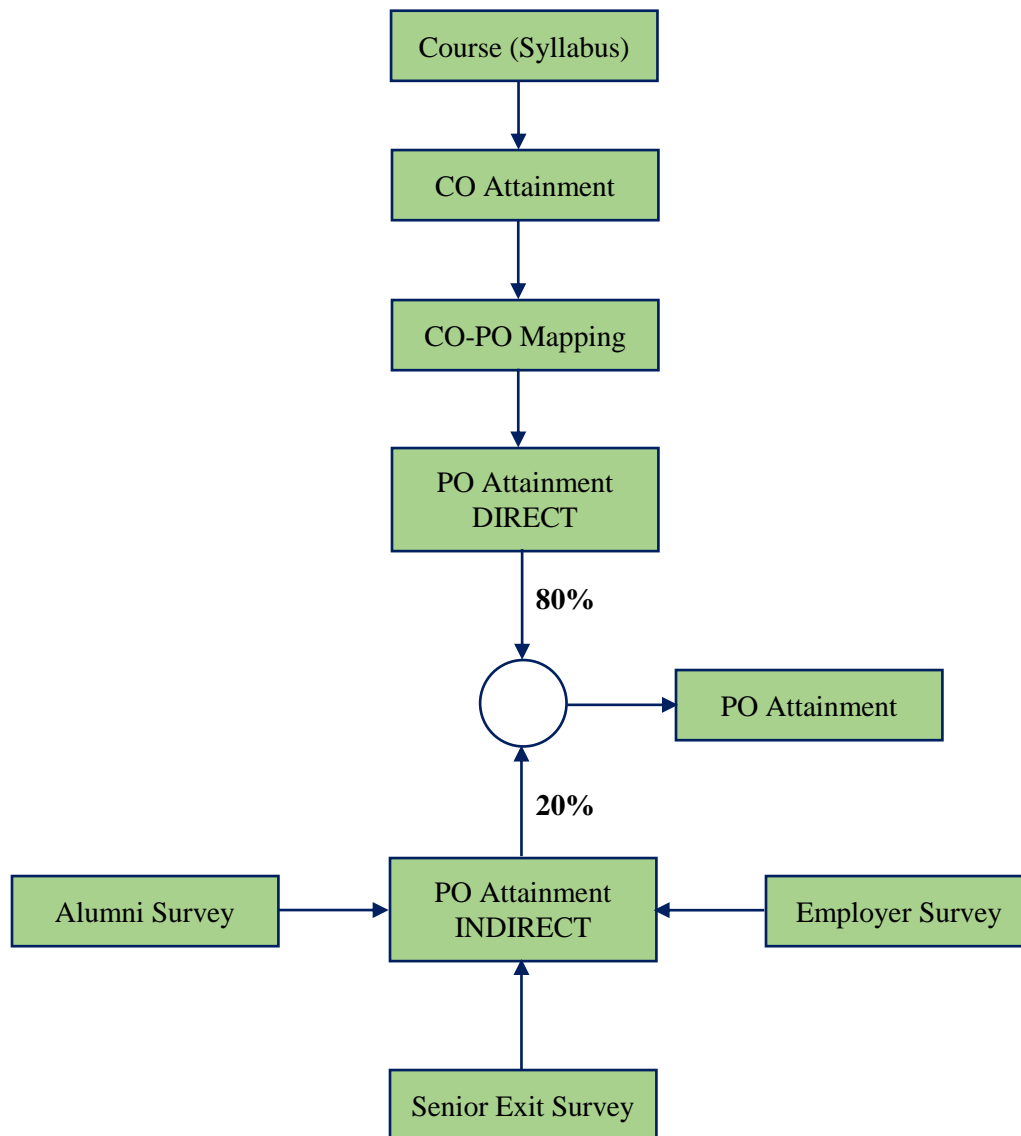 Course (Syllabus)
CO Attainment
CO-PO Mapping
PO Attainment
DIRECT
80%
PO Attainment
20%
Alumni Survey
PO Attainment
INDIRECT
Employer Survey
Senior Exit Survey